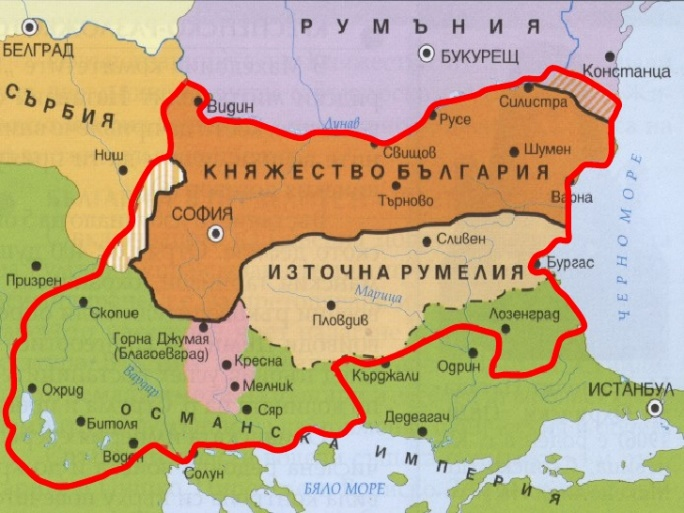 РУМЪНИЯ
БЕЛГРАД
БУКУРЕЩ
Констанца
СЪРБИЯ
Видин
Силистра
Дунав
Русе
Ниш
Свищов
Шумен
КНЯЖЕСТВО БЪЛГАРИЯ
Търново
Варна
СОФИЯ
ЧЕРНО МОРЕ
Сливен
Призрен
ИЗТОЧНА РУМЕЛИЯ
Бургас
Марица
Скопие
Пловдив
Лозенград
Горна Джумая
(Благоевград)
Кресна
Одрин
Вардар
Кърджали
Охрид
Мелник
ИСТАНБУЛ
Битоля
Сяр
Дедеагач
ОСМАНСКА ИМПЕРИЯ
Воден
Солун
БЯЛО МОРЕ